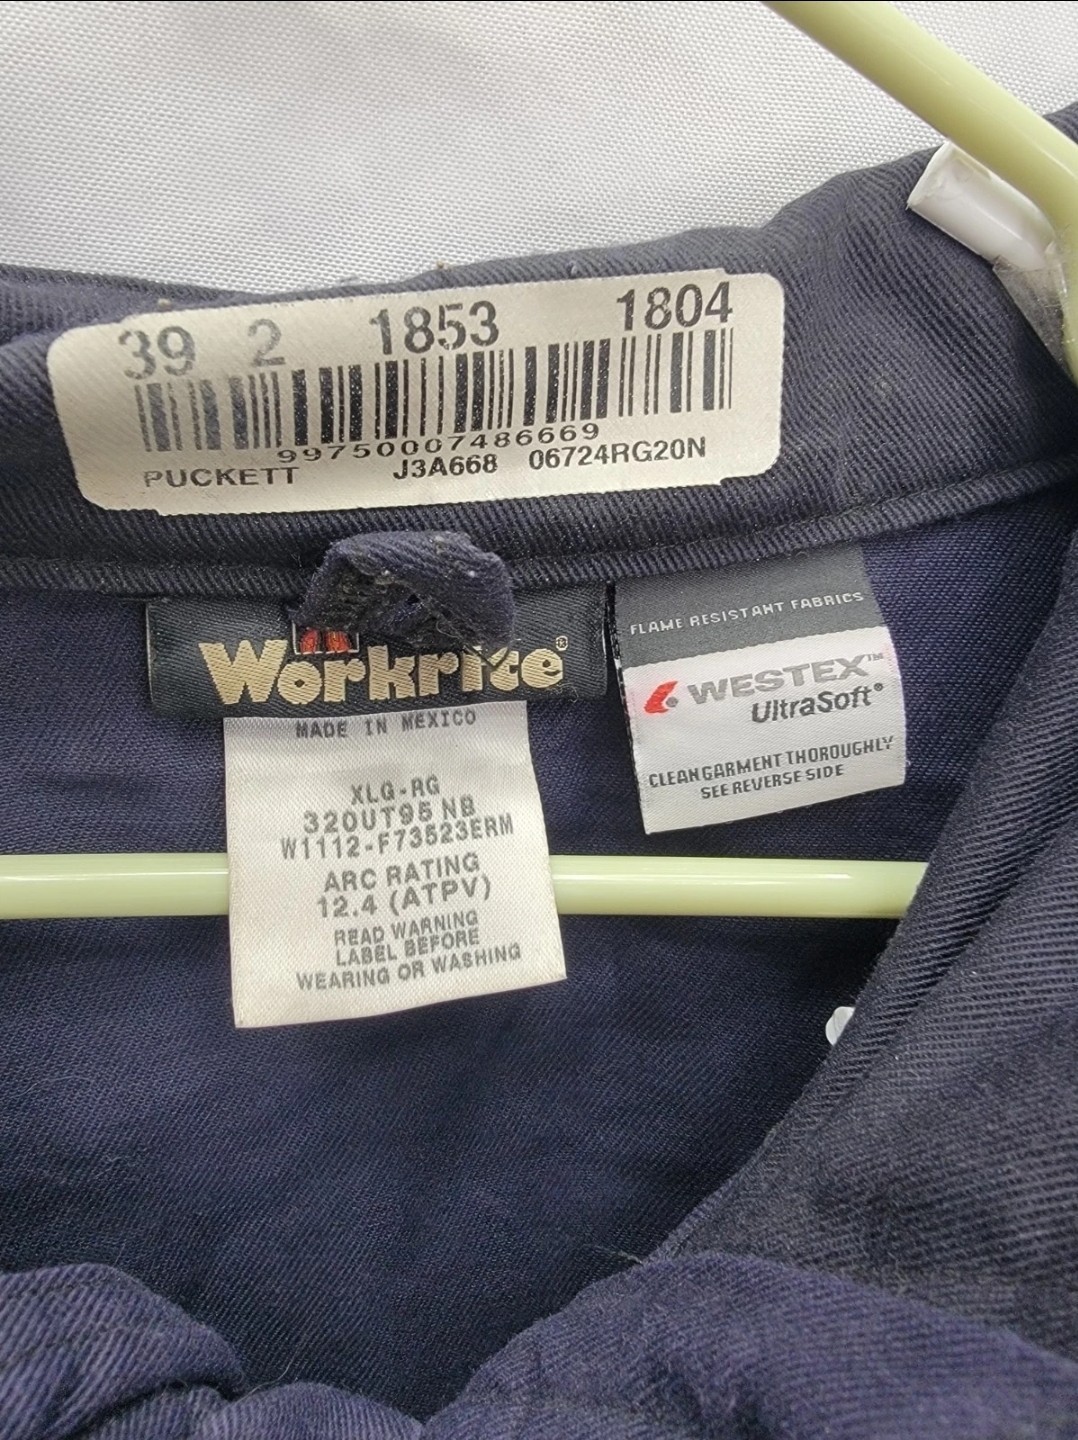 39 2 1853 1804
99750007486669
PUCKETT J3A668 06724RG20N
Workrite®
MADE IN MEXICO
XLG-RG
320UT95 NB
W1112-F73523ERM
ARC RATING
12.4 (ATPV)
READ WARNING
LABEL BEFORE
WEARING OR WASHING
FLAME RESISTANT FABRICS
WESTEX™
UltraSoft®
CLEAN GARMENT THOROUGHLY
SEE REVERSE SIDE